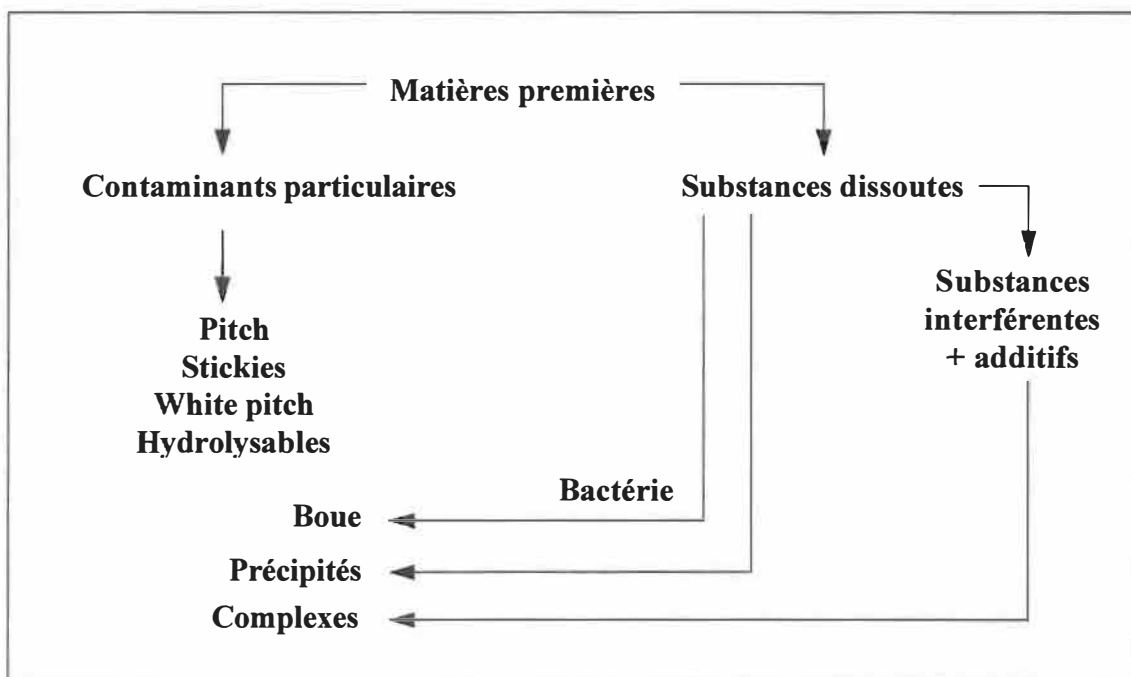 Matières premières
Contaminants particulaires
Substances dissoutes
Substances
interférentes
+ additifs
Pitch
Stickies
White pitch
Hydrolysables
Bactérie
Boue
Précipités
Complexes